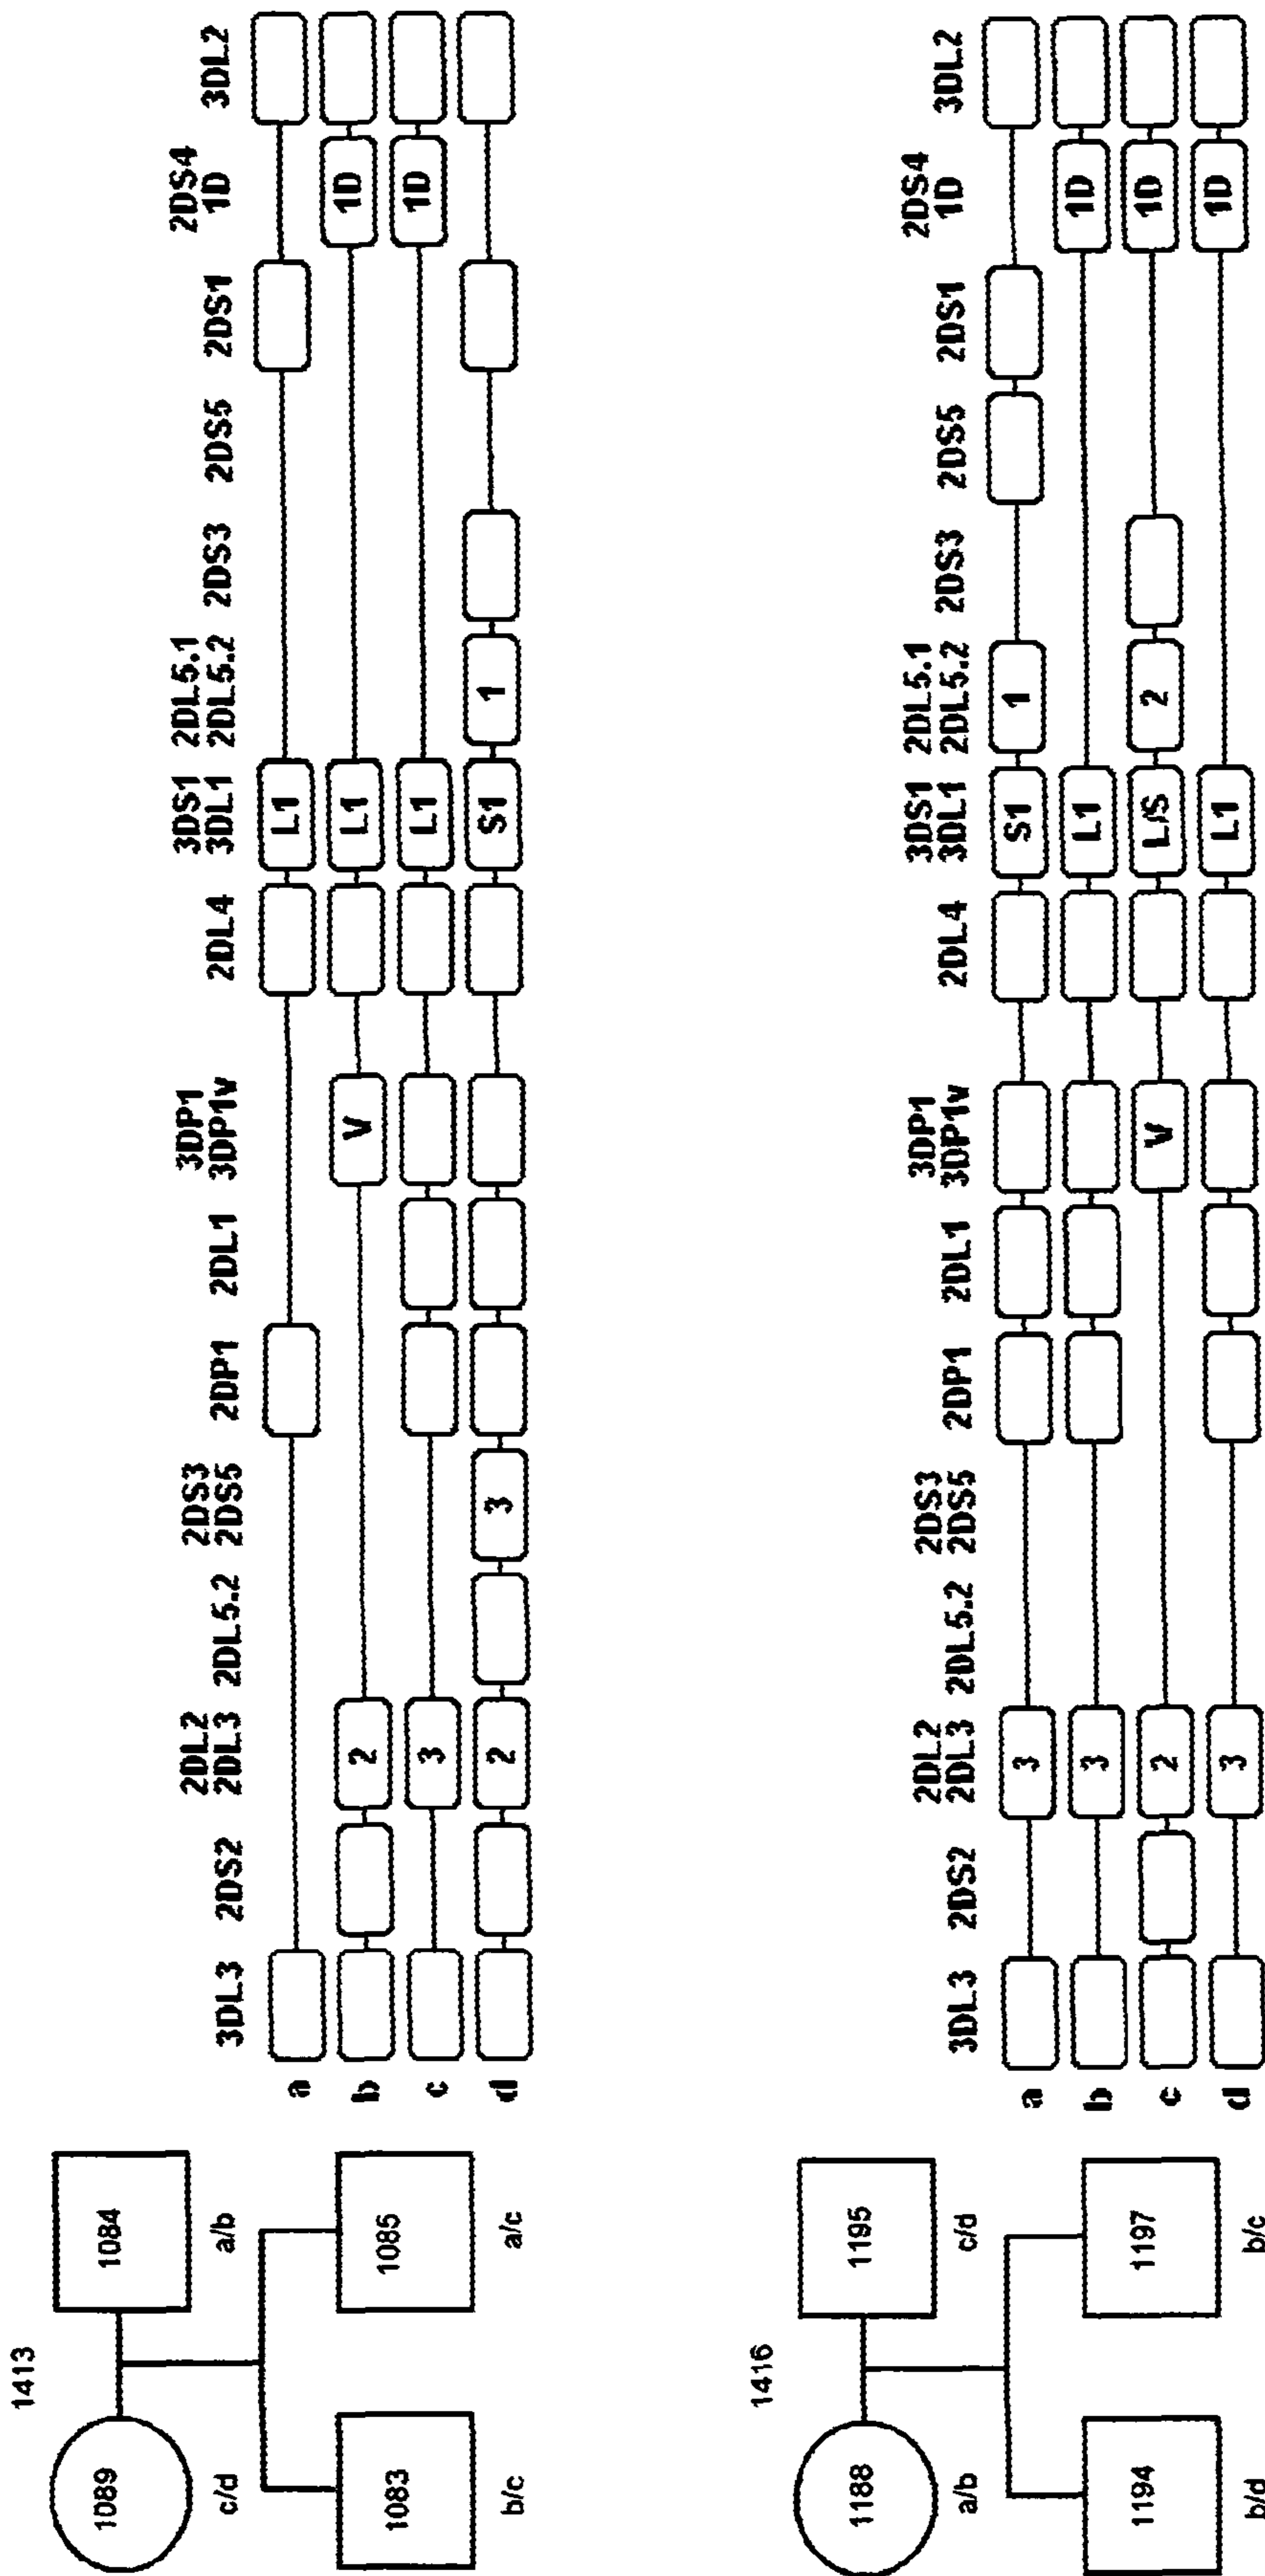 1413
1089
1084
c/d
a/b
1083
1085
b/c
a/c
2DL2 2DS3 3DP1 3DS1 2DL5.1 2DS4
3DL3 2DS2 2DL3 2DL5.2 2DS5 2DP1 2DL1 3DP1v 2DL4 3DL1 2DL5.2 2DS3 2DS5 2DS1 1D 3DL2
a L1
b 2 V L1 1D
c 3 L1 1D
d 2 3 S1 1
1416
1188
1195
a/b
c/d
1194
1197
b/d
b/c
2DL2 2DS3 3DP1 3DS1 2DL5.1 2DS4
3DL3 2DS2 2DL3 2DL5.2 2DS5 2DP1 2DL1 3DP1v 2DL4 3DL1 2DL5.2 2DS3 2DS5 2DS1 1D 3DL2
a 3 S1 1
b 3 L1 1D
c 2 V L/S 2 1D
d 3 L1 1D